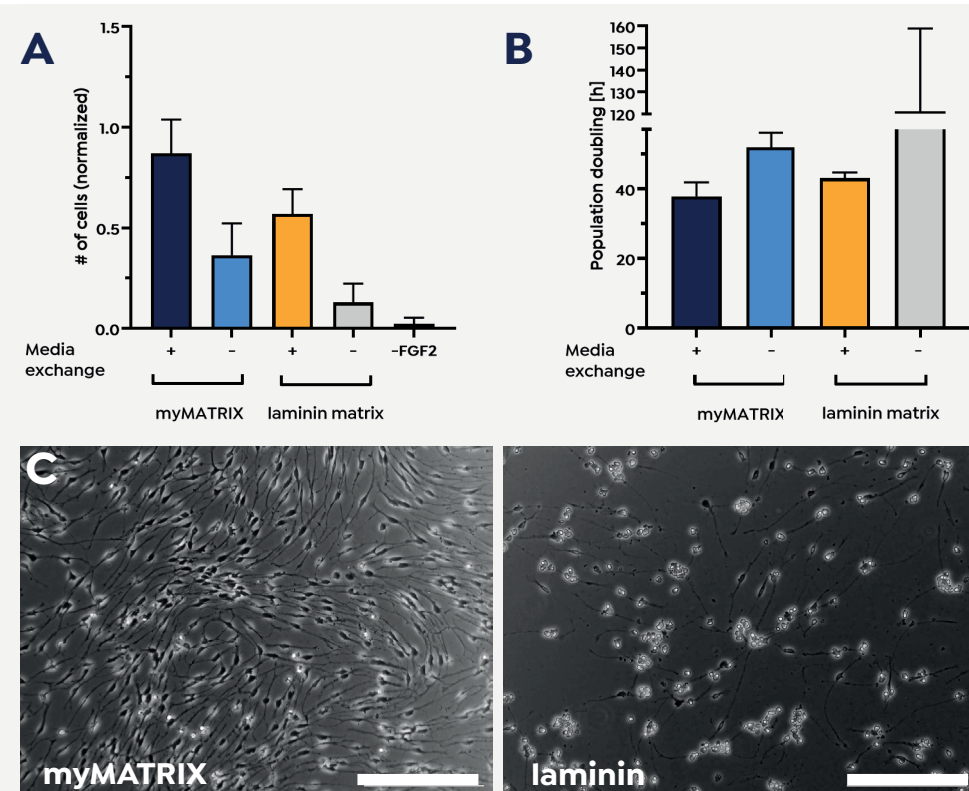 A
# of cells (normalized)
1.5
1.0
0.5
0.0
Media exchange
+ - + - -FGF2
myMATRIX laminin matrix
B
Population doubling [h]
160
150
140
130
120
40
20
0
Media exchange
+ - + -
myMATRIX laminin matrix
C
myMATRIX
laminin